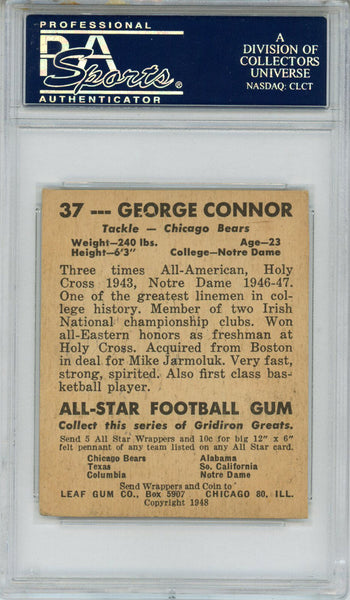 PROFESSIONAL
PSA
Sports
AUTHENTICATOR
A
DIVISION OF
COLLECTORS
UNIVERSE
NASDAQ: CLCT
37 --- GEORGE CONNOR
Tackle — Chicago Bears
Weight—240 lbs. Age—23
Height—6'3" College—Notre Dame
Three times All-American, Holy
Cross 1943, Notre Dame 1946-47.
One of the greatest linemen in col-
lege history. Member of two Irish
National championship clubs. Won
all-Eastern honors as freshman at
Holy Cross. Acquired from Boston
in deal for Mike Jarmoluk. Very fast,
strong, spirited. Also first class bas-
ketball player.
ALL-STAR FOOTBALL GUM
Collect this series of Gridiron Greats.
Send 5 All Star Wrappers and 10c for big 12" x 6"
felt pennant of any team listed on any All Star card.
Chicago Bears Alabama
Texas So. California
Columbia Notre Dame
Send Wrappers and Coin to
LEAF GUM CO., Box 5907 CHICAGO 80, ILL.
Copyright 1948